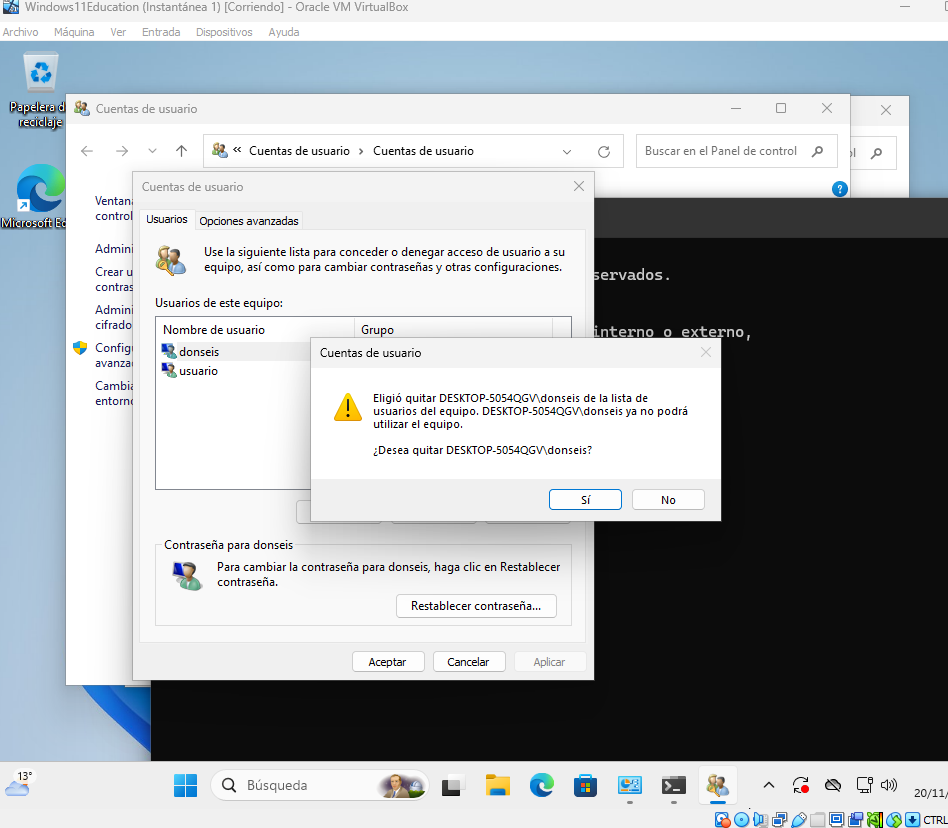 Windows11Education (Instantánea 1) [Corriendo] - Oracle VM VirtualBox
Archivo Máquina Ver Entrada Dispositivos Ayuda
Papelera d
reciclaje
Microsoft Ed
Cuentas de usuario
« Cuentas de usuario › Cuentas de usuario
Buscar en el Panel de control
Ventana
control
Admini
Crear u
contras
Admini
cifrado
Config
avanza
Cambia
entorno
Cuentas de usuario
Usuarios Opciones avanzadas
Use la siguiente lista para conceder o denegar acceso de usuario a su
equipo, así como para cambiar contraseñas y otras configuraciones.
Usuarios de este equipo:
Nombre de usuario Grupo
donseis
usuario
servados.
interno o externo,
Cuentas de usuario
Eligió quitar DESKTOP-5054QGV\donseis de la lista de
usuarios del equipo. DESKTOP-5054QGV\donseis ya no podrá
utilizar el equipo.
¿Desea quitar DESKTOP-5054QGV\donseis?
Sí No
Contraseña para donseis
Para cambiar la contraseña para donseis, haga clic en Restablecer
contraseña.
Restablecer contraseña...
Aceptar Cancelar Aplicar
13°
Búsqueda
20/11/
CTRL